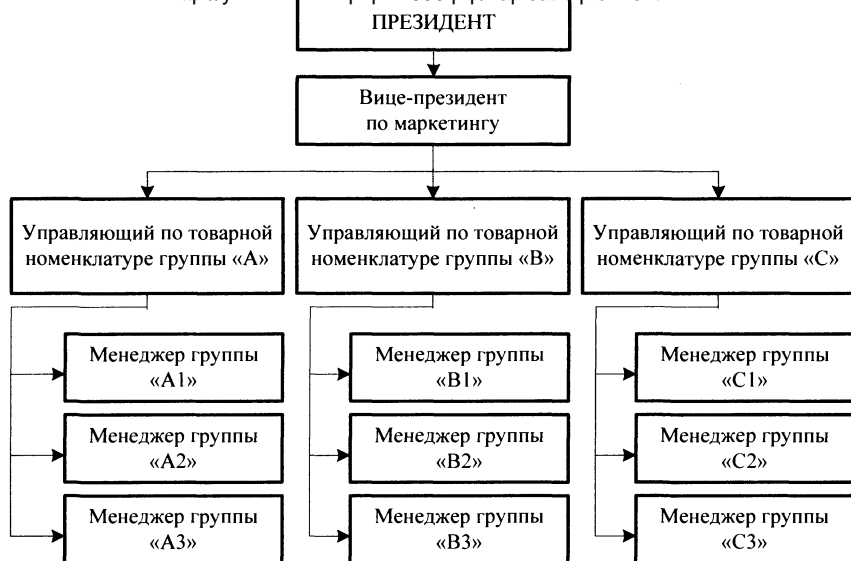 ПРЕЗИДЕНТ
Вице-президент
по маркетингу
Управляющий по товарной
номенклатуре группы «А»
Управляющий по товарной
номенклатуре группы «В»
Управляющий по товарной
номенклатуре группы «С»
Менеджер группы
«А1»
Менеджер группы
«А2»
Менеджер группы
«А3»
Менеджер группы
«В1»
Менеджер группы
«В2»
Менеджер группы
«В3»
Менеджер группы
«С1»
Менеджер группы
«С2»
Менеджер группы
«С3»